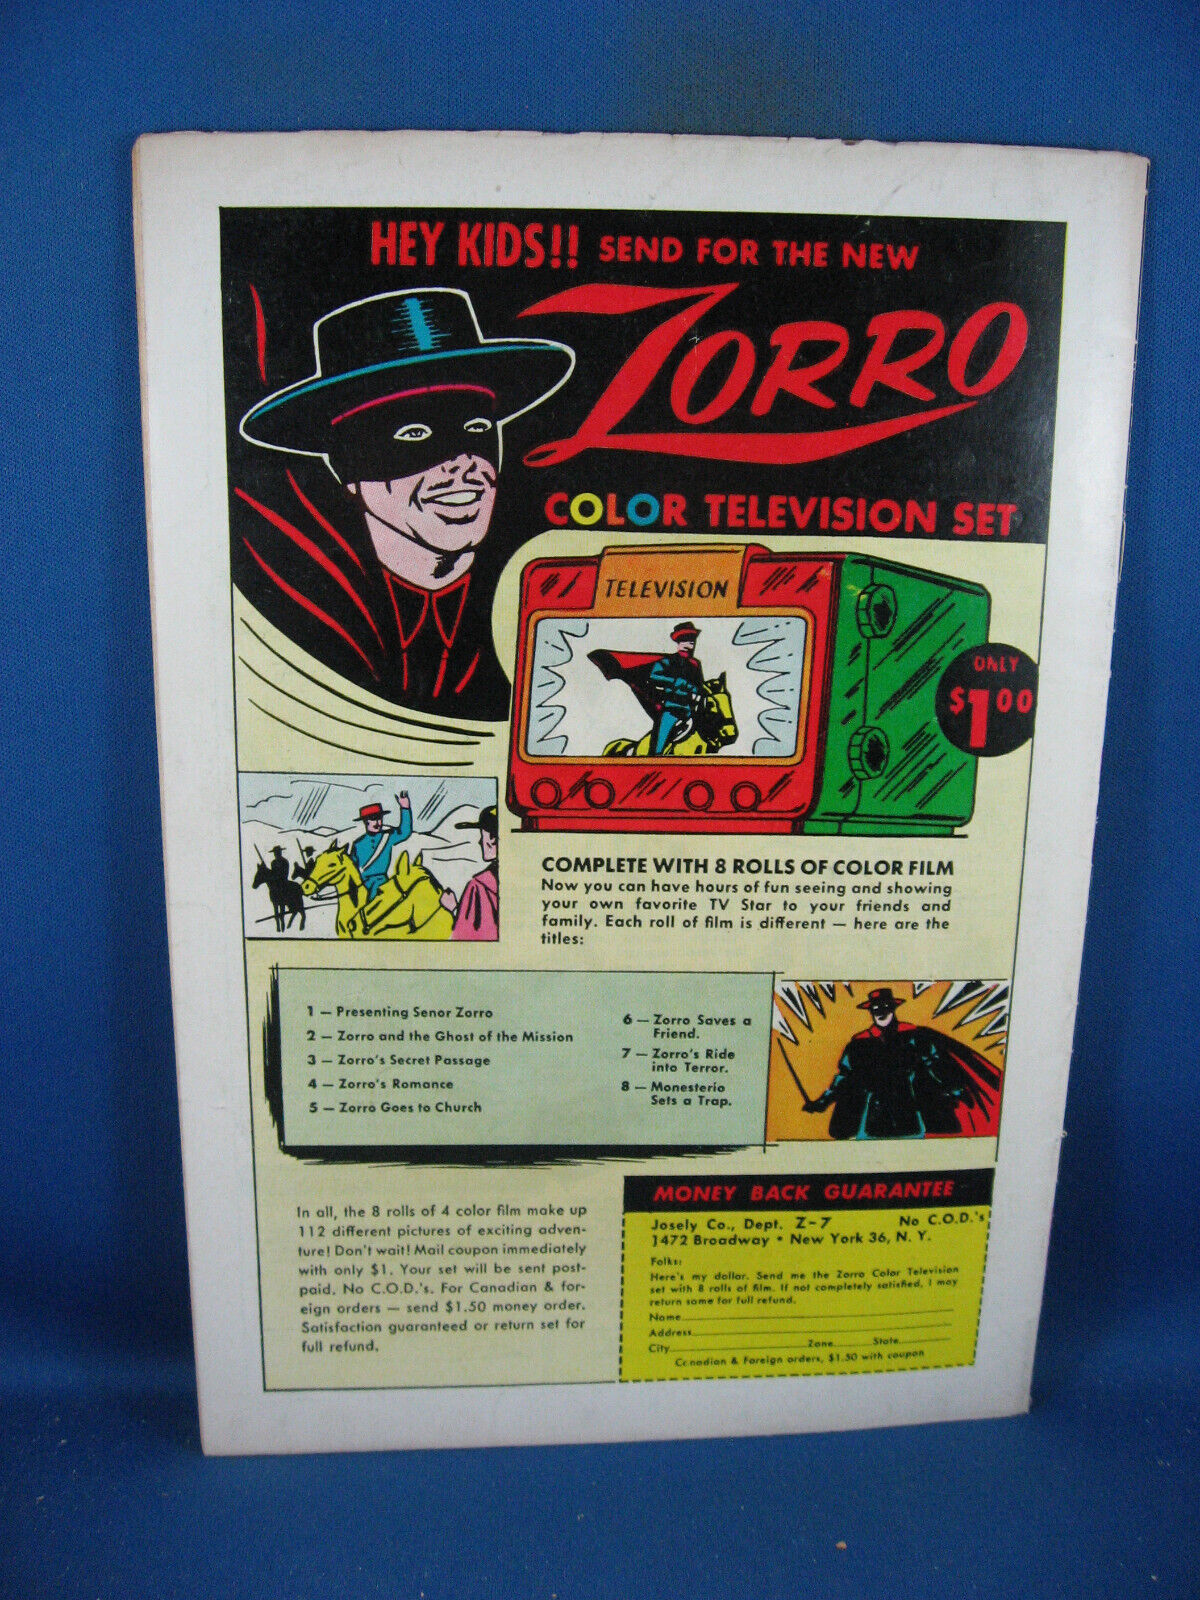 HEY KIDS!! SEND FOR THE NEW
ZORRO
COLOR TELEVISION SET
TELEVISION
ONLY
$1.00
COMPLETE WITH 8 ROLLS OF COLOR FILM
Now you can have hours of fun seeing and showing
your own favorite TV Star to your friends and
family. Each roll of film is different — here are the
titles:
1 — Presenting Senor Zorro
2 — Zorro and the Ghost of the Mission
3 — Zorro's Secret Passage
4 — Zorro's Romance
5 — Zorro Goes to Church
6 — Zorro Saves a
Friend.
7 — Zorro's Ride
into Terror.
8 — Monesterio
Sets a Trap.
In all, the 8 rolls of 4 color film make up
112 different pictures of exciting adven-
ture! Don't wait! Mail coupon immediately
with only $1. Your set will be sent post-
paid. No C.O.D.'s. For Canadian & for-
eign orders — send $1.50 money order.
Satisfaction guaranteed or return set for
full refund.
MONEY BACK GUARANTEE
Josely Co., Dept. Z-7 No C.O.D.'s
1472 Broadway • New York 36, N. Y.
Folks:
Here's my dollar. Send me the Zorro Color Television
set with 8 rolls of film. If not completely satisfied, I may
return same for full refund.
Name
Address
City Zone State
Canadian & Foreign orders, $1.50 with coupon